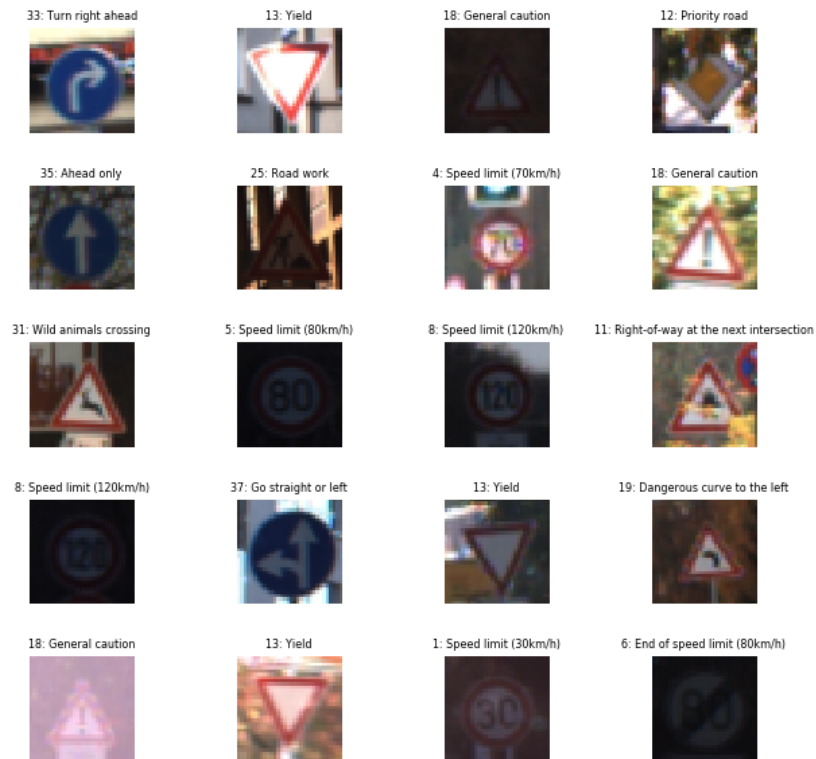 33: Turn right ahead
13: Yield
18: General caution
12: Priority road
35: Ahead only
25: Road work
4: Speed limit (70km/h)
18: General caution
70
31: Wild animals crossing
5: Speed limit (80km/h)
8: Speed limit (120km/h)
11: Right-of-way at the next intersection
80
120
8: Speed limit (120km/h)
37: Go straight or left
13: Yield
19: Dangerous curve to the left
120
18: General caution
13: Yield
1: Speed limit (30km/h)
6: End of speed limit (80km/h)
30
80